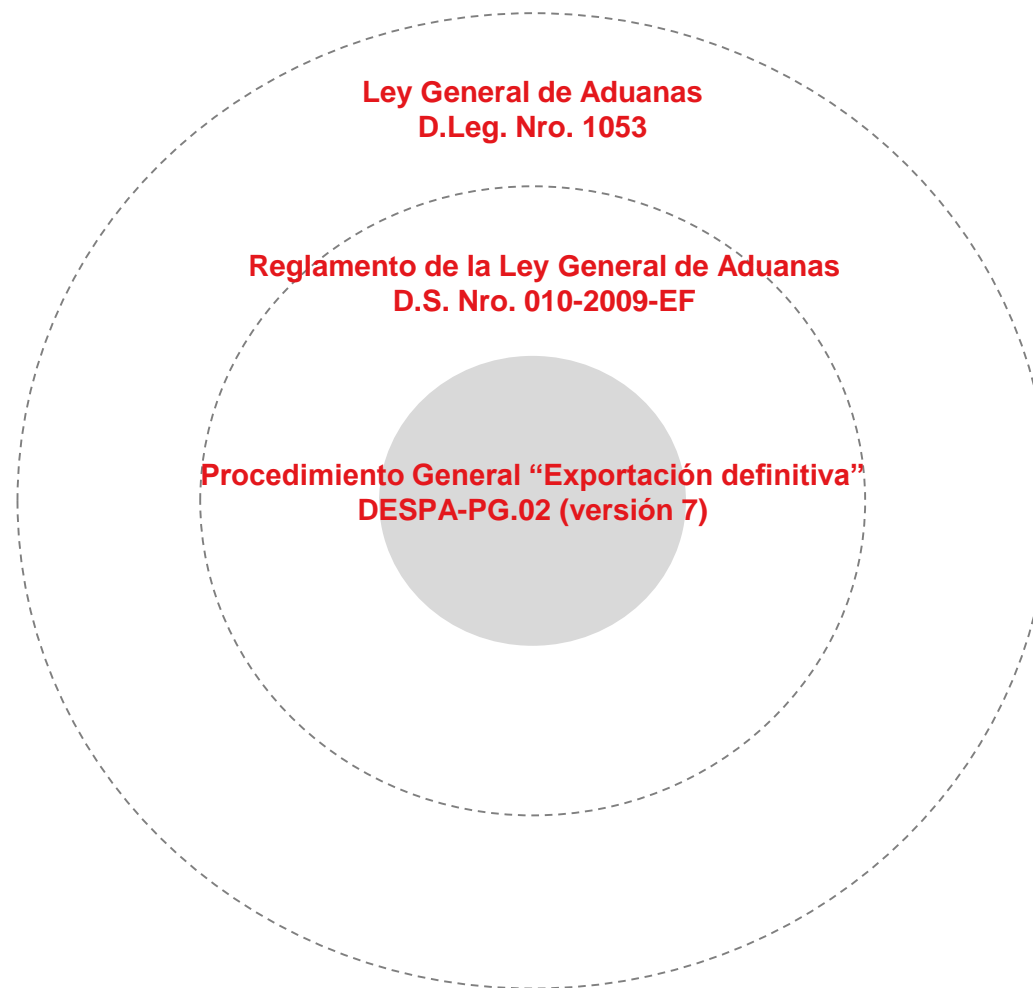 Ley General de Aduanas
D.Leg. Nro. 1053
Reglamento de la Ley General de Aduanas
D.S. Nro. 010-2009-EF
Procedimiento General “Exportación definitiva”
DESPA-PG.02 (versión 7)